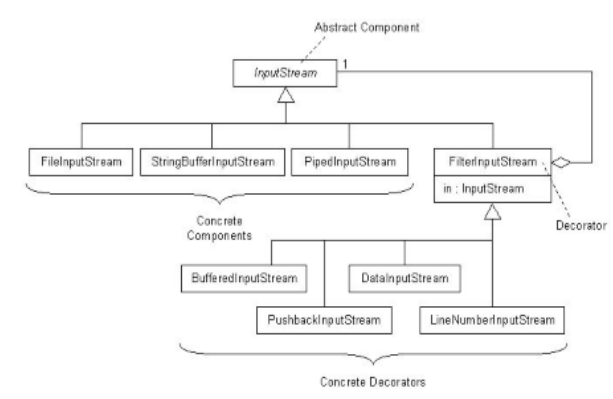 Abstract Component
InputStream
1
FileInputStream
StringBufferInputStream
PipedInputStream
FilterInputStream
in : InputStream
Concrete
Components
Decorator
BufferedInputStream
DataInputStream
PushbackInputStream
LineNumberInputStream
Concrete Decorators